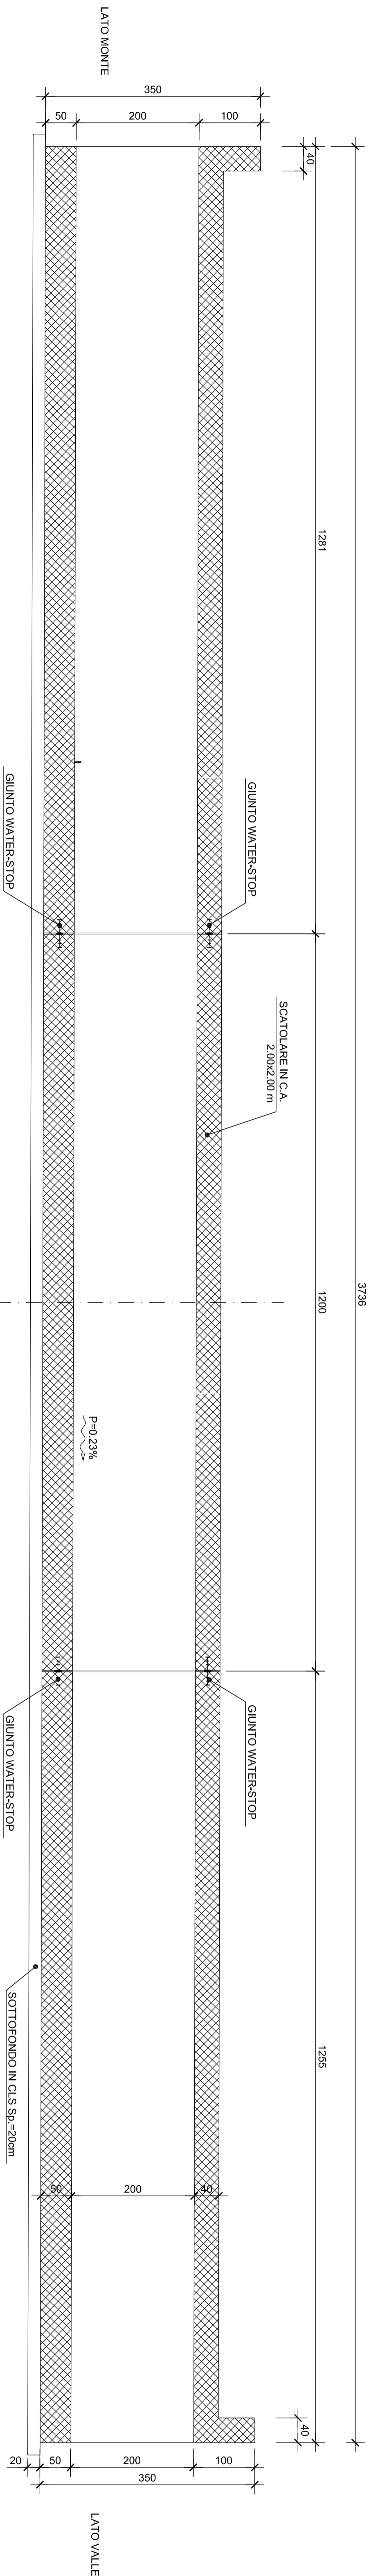 LATO MONTE
350
50
200
100
40
3736
1281
1200
1255
GIUNTO WATER-STOP
GIUNTO WATER-STOP
SCATOLARE IN C.A.
2.00x2.00 m
P=0.23%
GIUNTO WATER-STOP
GIUNTO WATER-STOP
SOTTOFONDO IN CLS Sp.=20cm
50
200
40
40
20
50
200
100
350
LATO VALLE